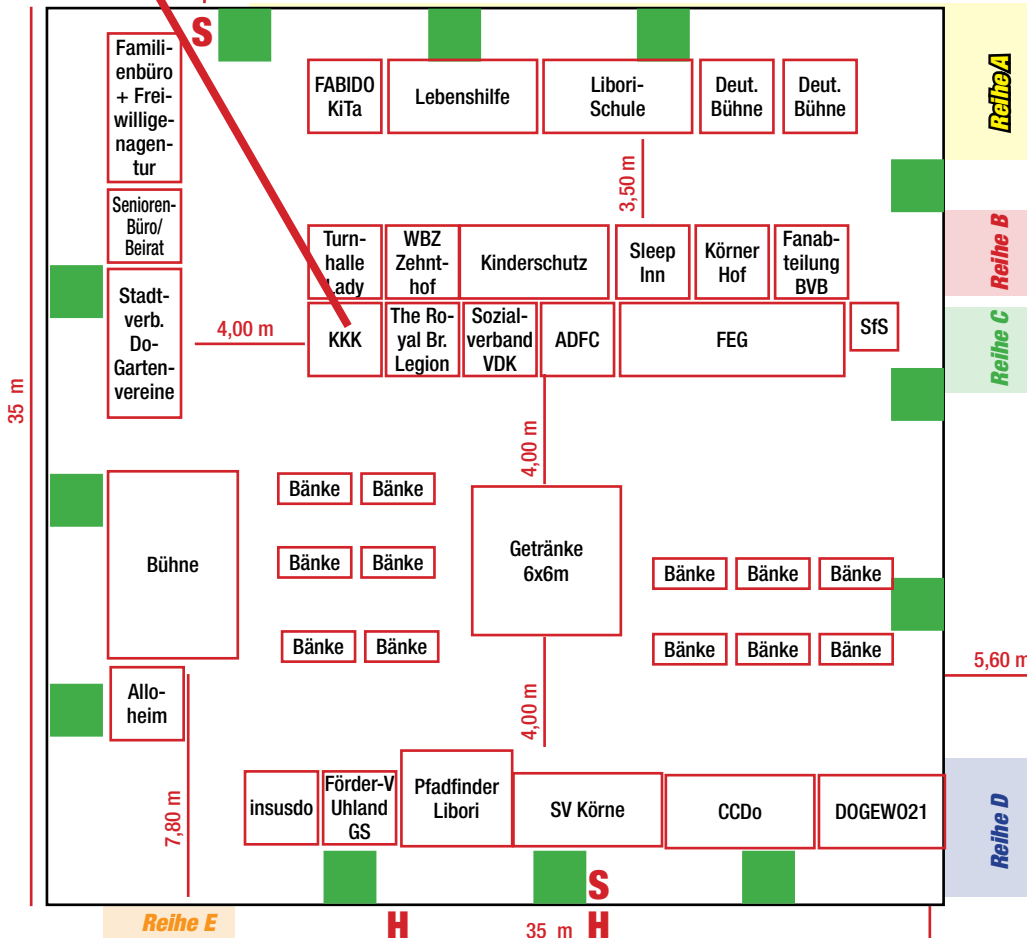 S
Famili-
enbüro
+ Frei-
willige-
nagen-
tur
FABIDO
KiTa
Lebenshilfe
Libori-
Schule
Deut.
Bühne
Deut.
Bühne
Reihe A
3,50 m
Senioren-
Büro/
Beirat
Turn-
halle
Lady
WBZ
Zehnt-
hof
Kinderschutz
Sleep
Inn
Körner
Hof
Fanab-
teilung
BVB
Reihe B
Stadt-
verb.
Do-
Garten-
vereine
4,00 m
KKK
The Ro-
yal Br.
Legion
Sozial-
verband
VDK
ADFC
FEG
SfS
Reihe C
35 m
4,00 m
Bühne
Bänke
Bänke
Bänke
Bänke
Bänke
Bänke
Getränke
6x6m
Bänke
Bänke
Bänke
Bänke
Bänke
Bänke
5,60 m
Allo-
heim
4,00 m
7,80 m
insusdo
Förder-V
Uhland
GS
Pfadfinder
Libori
SV Körne
CCDo
DOGEWO21
Reihe D
S
Reihe E
H
35 m
H